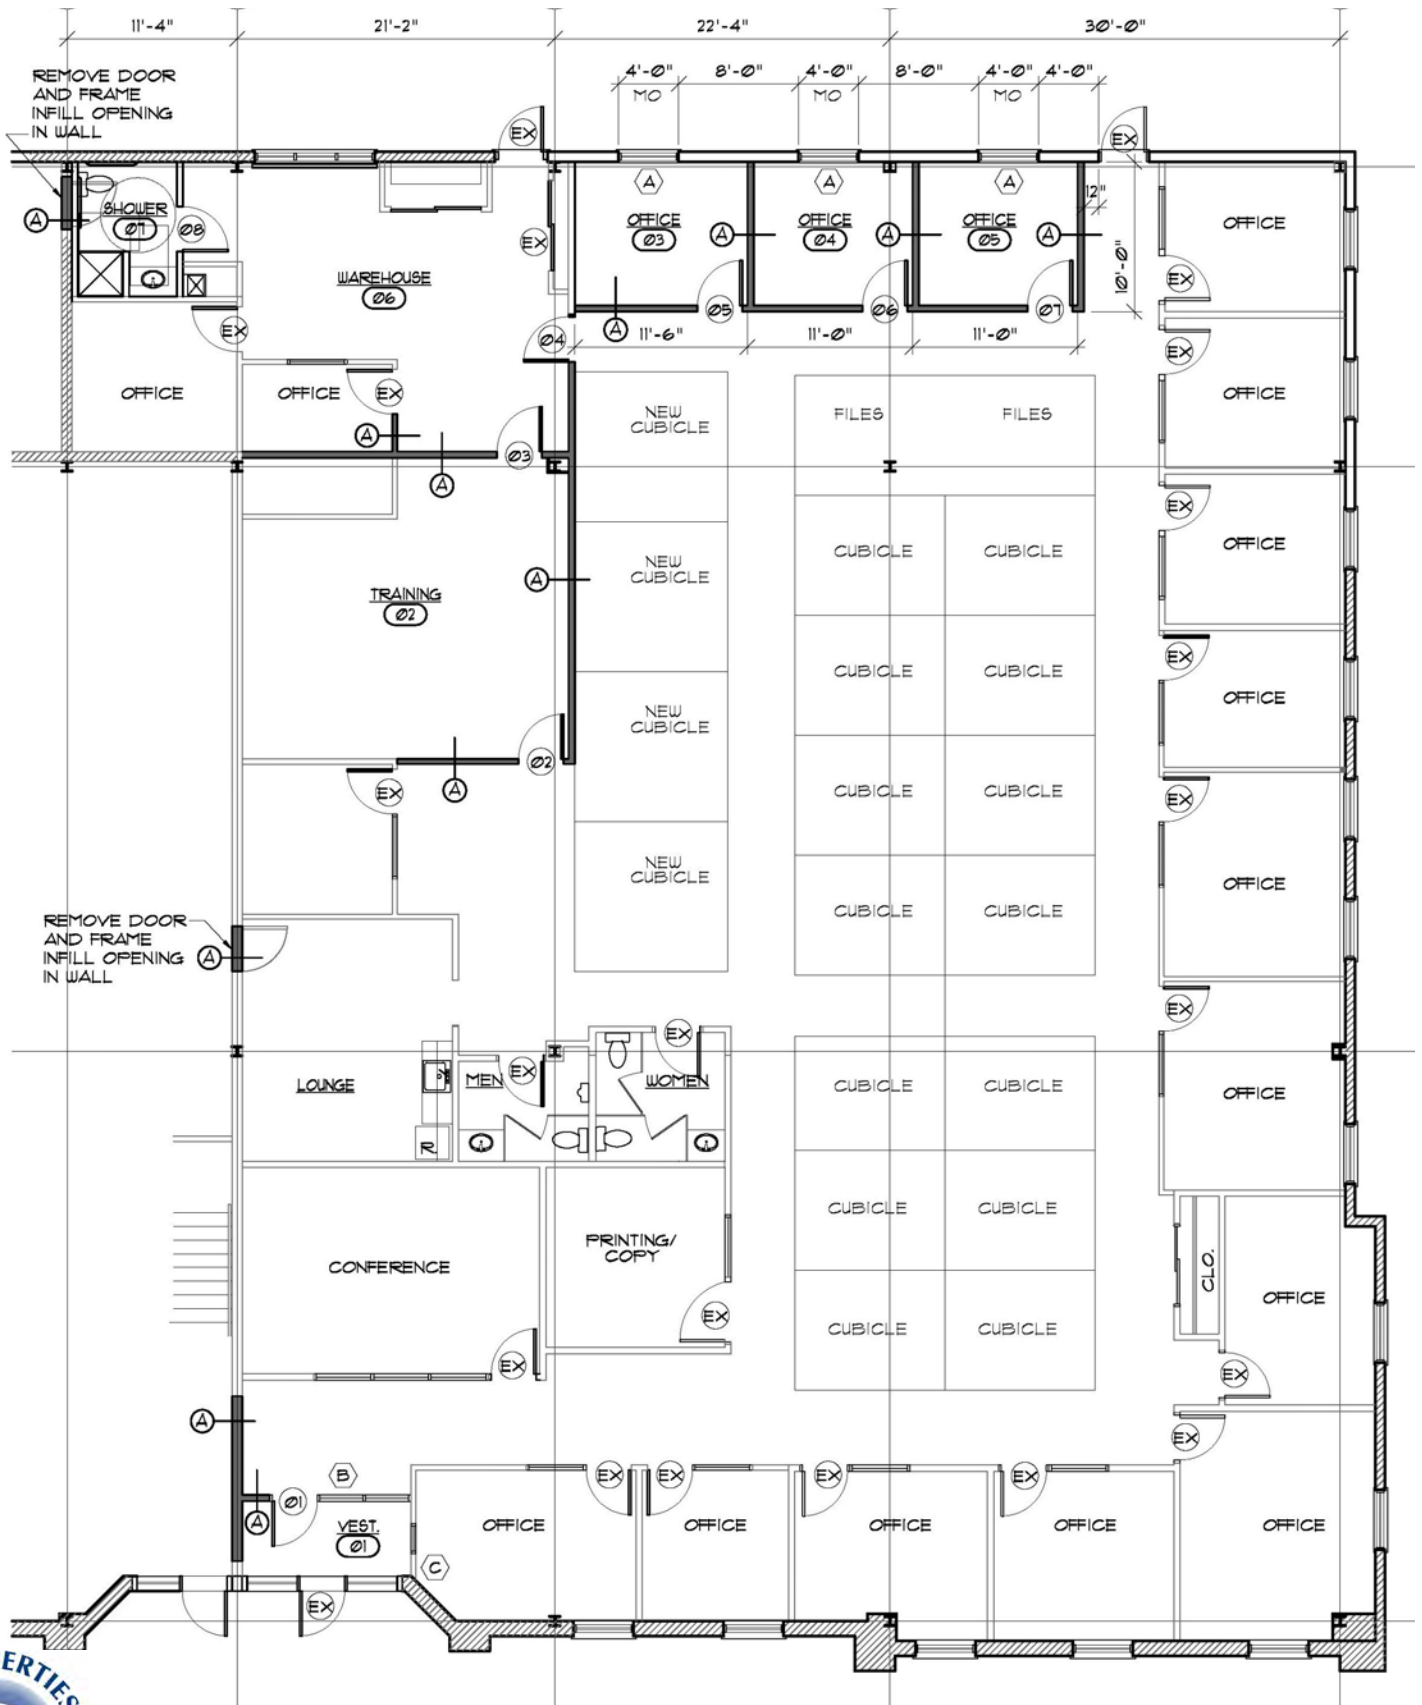 11'-4"
21'-2"
22'-4"
30'-0"
REMOVE DOOR
AND FRAME
INFILL OPENING
IN WALL
4'-0"
8'-0"
4'-0"
8'-0"
4'-0"
4'-0"
MO
MO
MO
EX
EX
A
A
A
12"
SHOWER
07
08
A
OFFICE
03
A
OFFICE
04
A
OFFICE
05
A
OFFICE
EX
WAREHOUSE
06
10'-0"
EX
EX
04
05
06
07
A
11'-6"
11'-0"
11'-0"
EX
OFFICE
OFFICE
EX
OFFICE
NEW
CUBICLE
FILES
FILES
A
03
A
EX
OFFICE
NEW
CUBICLE
CUBICLE
CUBICLE
A
TRAINING
02
EX
CUBICLE
CUBICLE
OFFICE
NEW
CUBICLE
02
A
EX
EX
CUBICLE
CUBICLE
NEW
CUBICLE
OFFICE
CUBICLE
CUBICLE
REMOVE DOOR
AND FRAME
INFILL OPENING
IN WALL
A
EX
EX
LOUNGE
MEN
EX
WOMEN
CUBICLE
CUBICLE
OFFICE
R
CUBICLE
CUBICLE
PRINTING/
COPY
CONFERENCE
CLO.
OFFICE
EX
CUBICLE
CUBICLE
EX
EX
A
EX
B
EX
EX
EX
EX
01
A
VEST.
01
OFFICE
OFFICE
OFFICE
OFFICE
OFFICE
C
EX
ERTIES